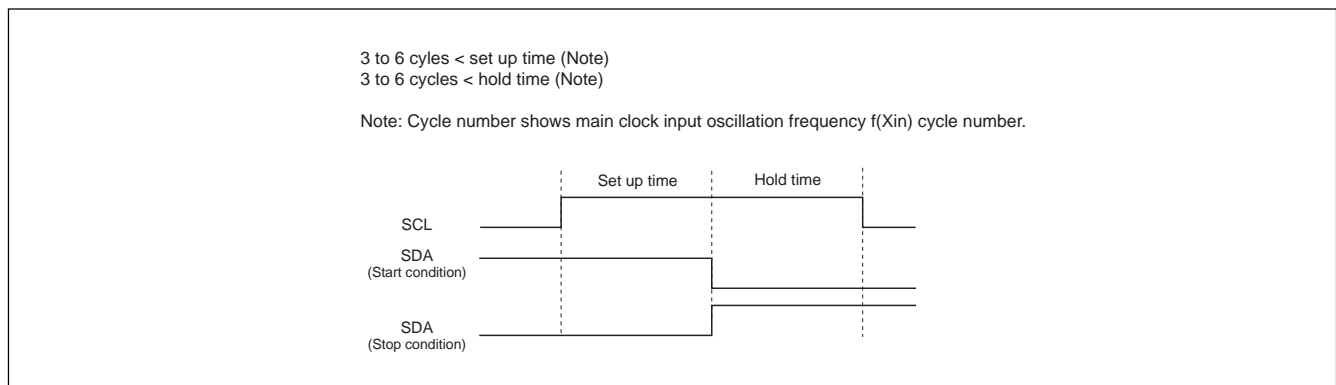 3 to 6 cyles < set up time (Note)
3 to 6 cycles < hold time (Note)
Note: Cycle number shows main clock input oscillation frequency f(Xin) cycle number.
Set up time
Hold time
SCL
SDA
(Start condition)
SDA
(Stop condition)